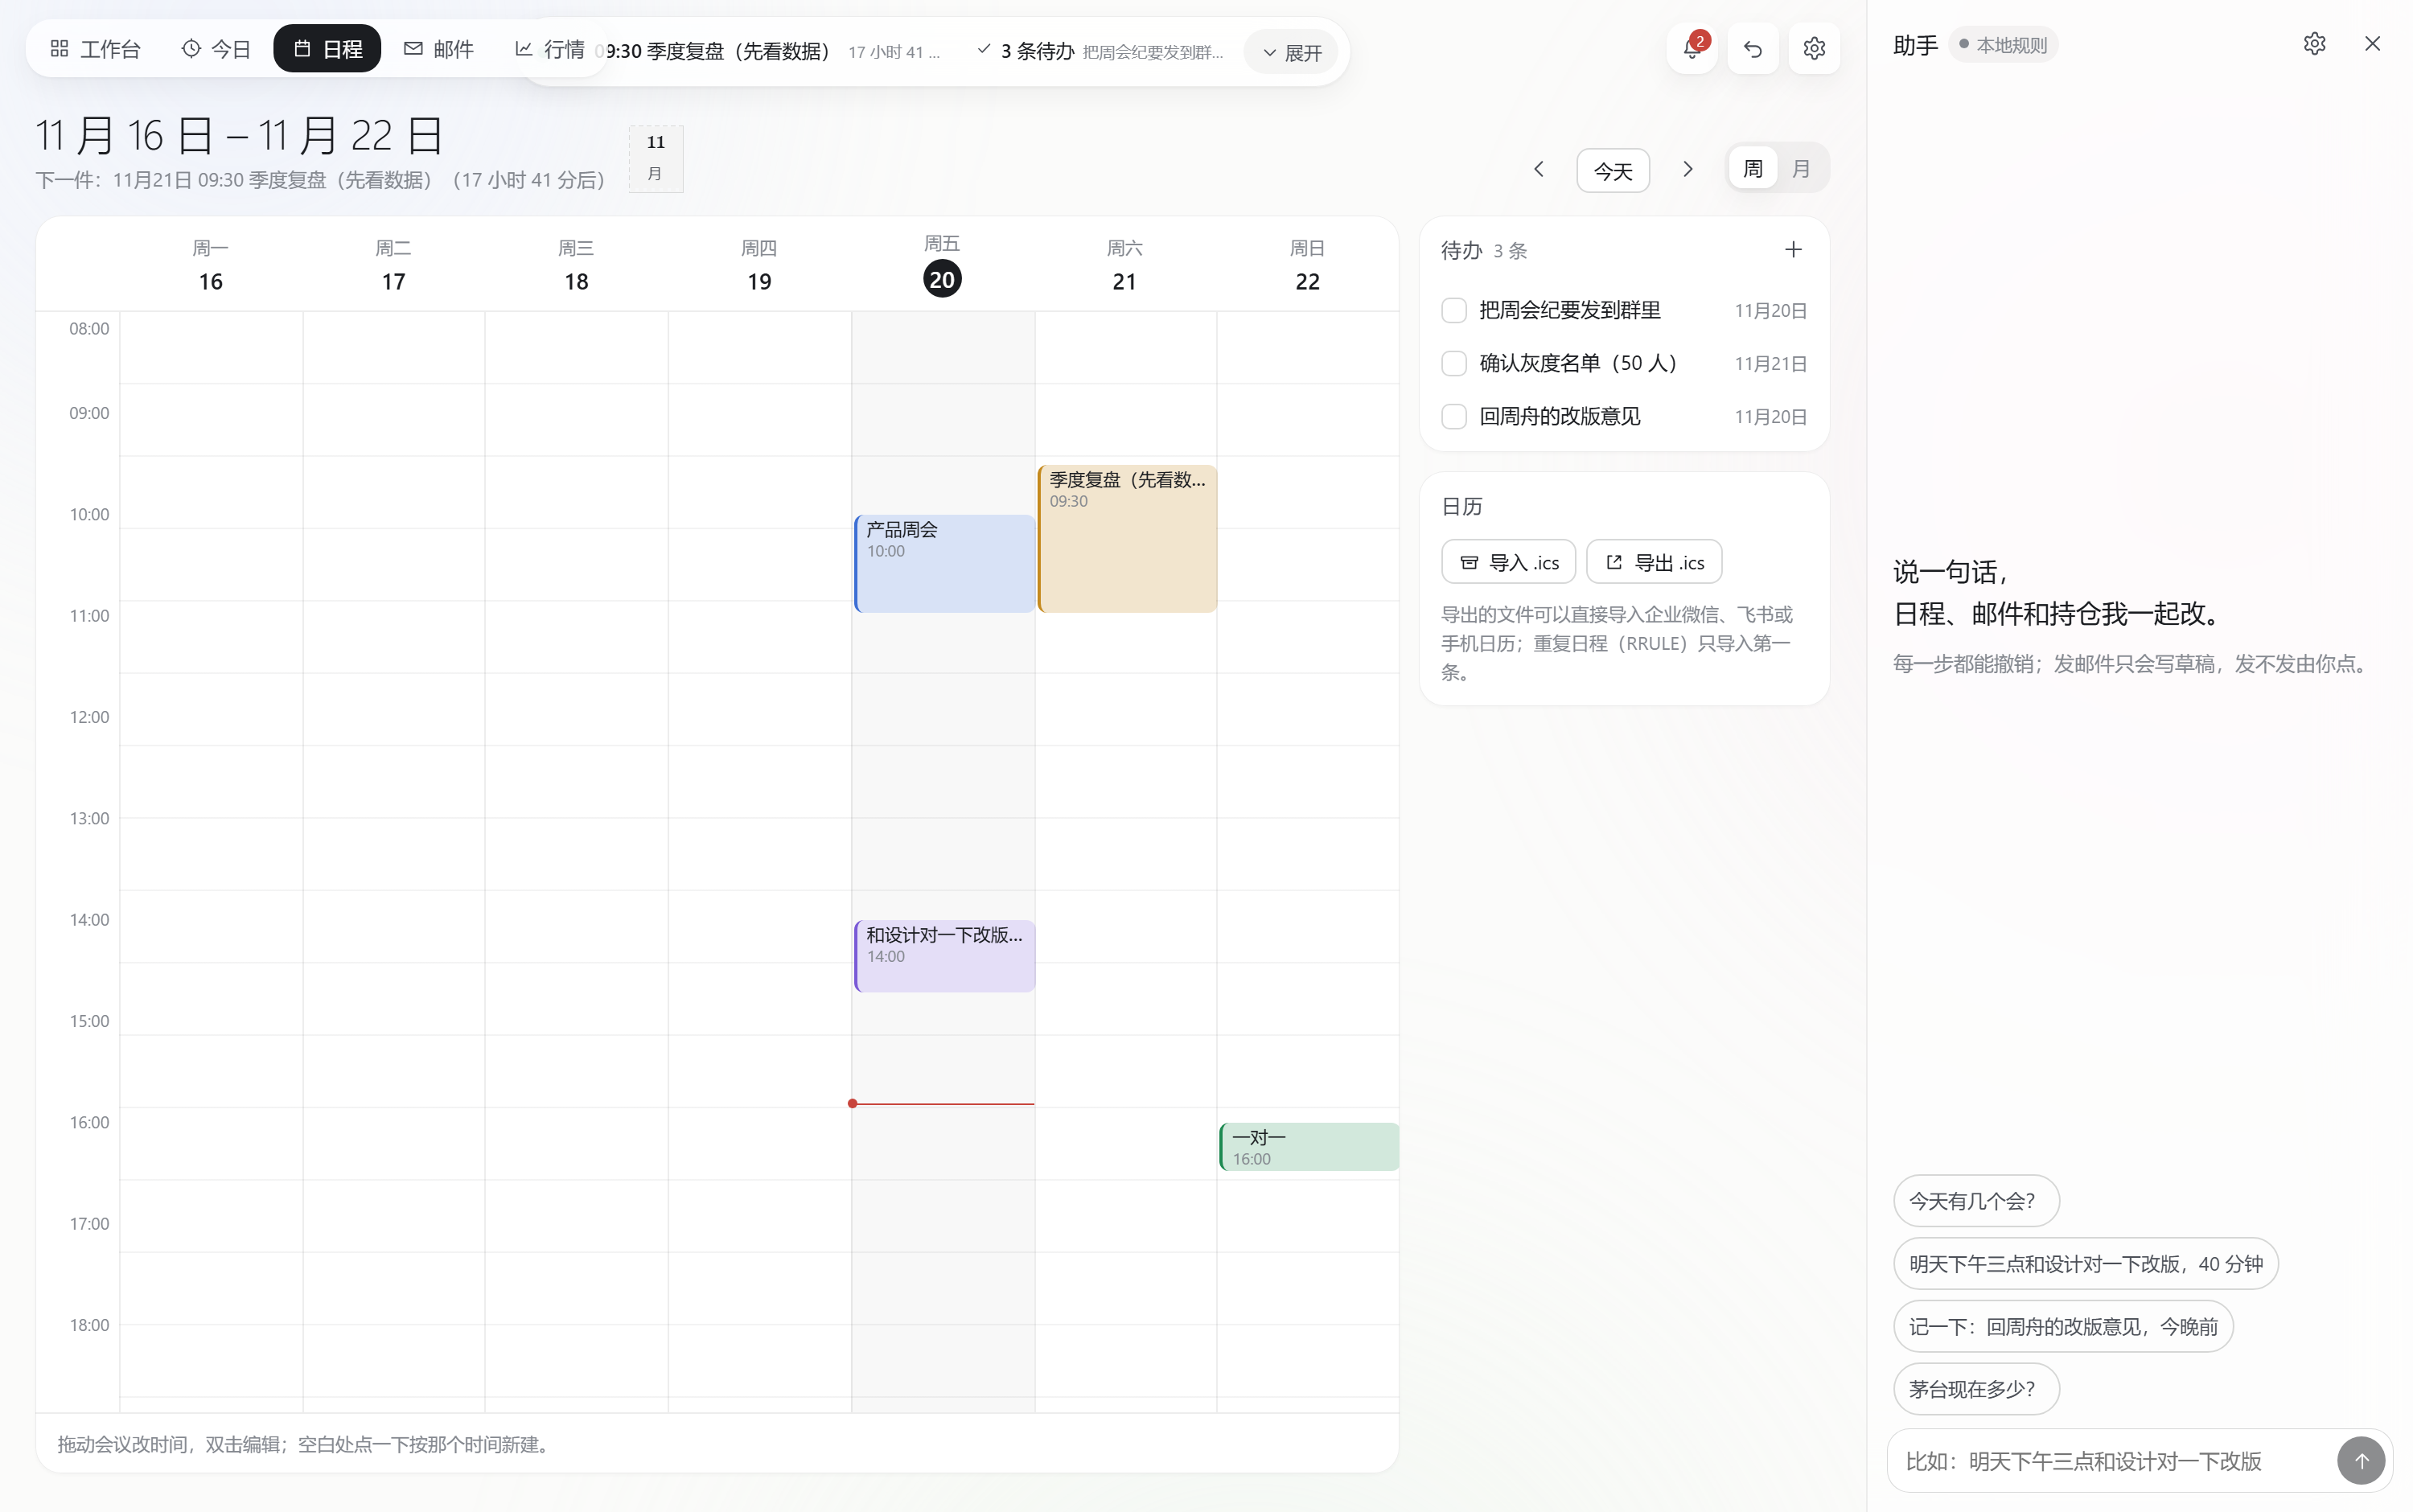 工作台
今日
日程
邮件
行情
9:30 季度复盘（先看数据）
17 小时 41 ...
3 条待办
把周会纪要发到群...
展开
2
助手
本地规则
11 月 16 日 – 11 月 22 日
下一件：11月21日 09:30 季度复盘（先看数据）（17 小时 41 分后）
11
月
今天
周
月
周一
周二
周三
周四
周五
周六
周日
16
17
18
19
20
21
22
08:00
09:00
10:00
11:00
12:00
13:00
14:00
15:00
16:00
17:00
18:00
季度复盘（先看数...
09:30
产品周会
10:00
和设计对一下改版...
14:00
一对一
16:00
拖动会议改时间，双击编辑；空白处点一下按那个时间新建。
待办 3 条
把周会纪要发到群里 11月20日
确认灰度名单（50 人） 11月21日
回周舟的改版意见 11月20日
日历
导入 .ics
导出 .ics
导出的文件可以直接导入企业微信、飞书或
手机日历；重复日程（RRULE）只导入第一
条。
说一句话，
日程、邮件和持仓我一起改。
每一步都能撤销；发邮件只会写草稿，发不发由你点。
今天有几个会？
明天下午三点和设计对一下改版，40 分钟
记一下：回周舟的改版意见，今晚前
茅台现在多少？
比如：明天下午三点和设计对一下改版